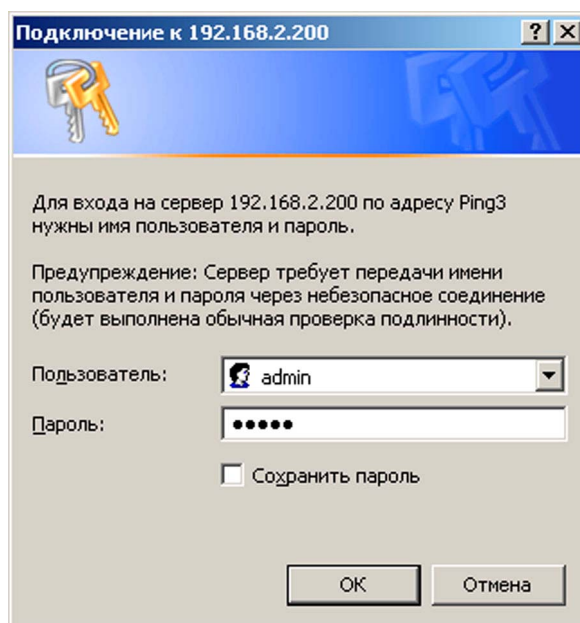 Подключение к 192.168.2.200
Для входа на сервер 192.168.2.200 по адресу Ping3
нужны имя пользователя и пароль.
Предупреждение: Сервер требует передачи имени
пользователя и пароля через небезопасное соединение
(будет выполнена обычная проверка подлинности).
Пользователь: admin
Пароль: •••••
Сохранить пароль
OK Отмена